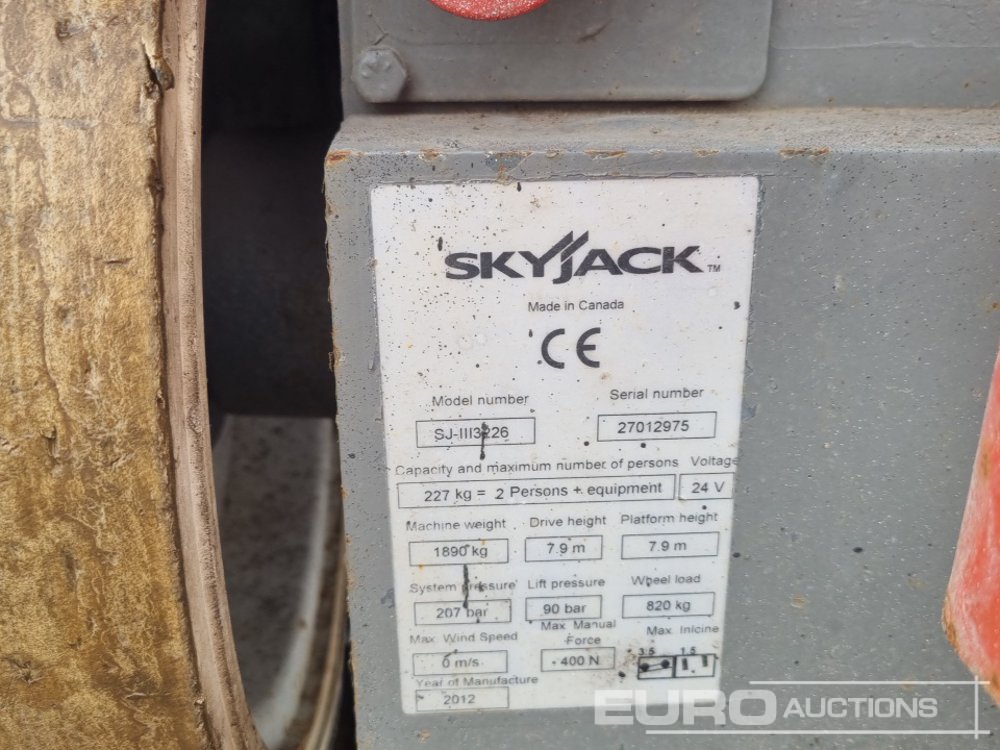 SKYJACK™
Made in Canada
CE
Model number Serial number
SJ-III3226 27012975
Capacity and maximum number of persons Voltage
227 kg = 2 Persons + equipment 24 V
Machine weight Drive height Platform height
1890 kg 7.9 m 7.9 m
System pressure Lift pressure Wheel load
207 bar 90 bar 820 kg
Max. Wind Speed Max. Manual Force Max. Inlcine
0 m/s 400 N 3.5 1.5
Year of Manufacture
2012
EURO AUCTIONS